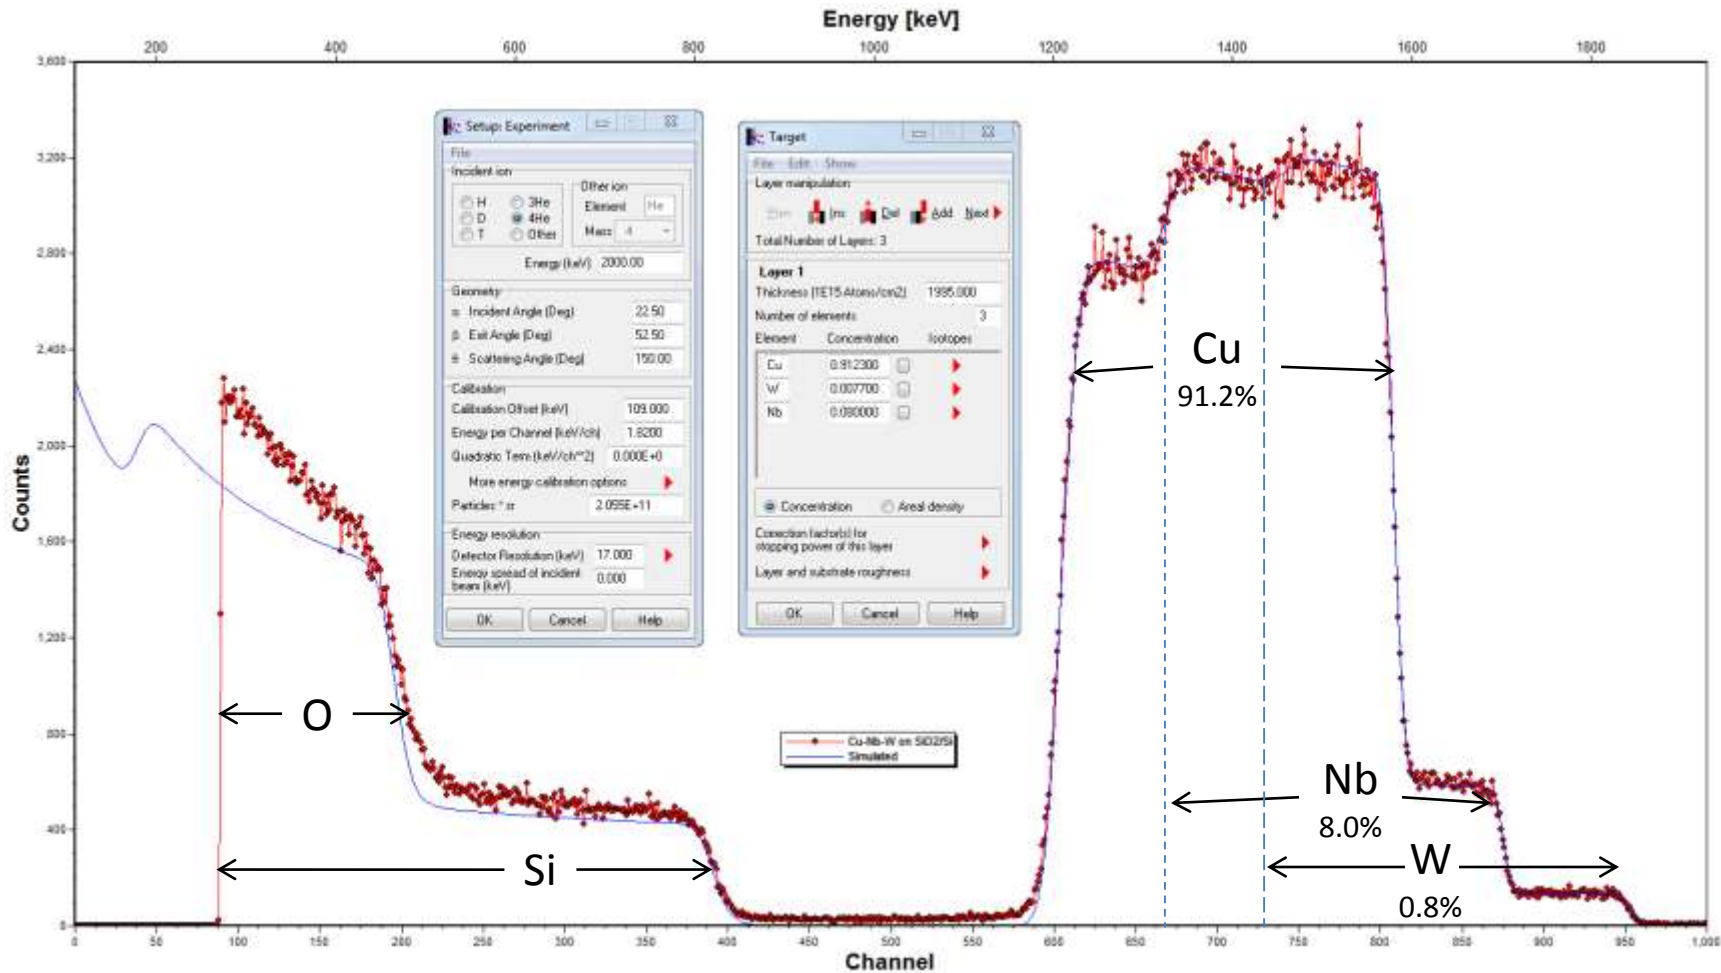 Energy [keV]
200 400 600 800 1000 1200 1400 1600 1800
3,600
3,200
2,800
2,400
2,000
1,600
1,200
800
400
0
Counts
Setup: Experiment
File
Incident ion
H 3He
D 4He
T Other
Other ion
Element He
Mass 4
Energy (keV) 2000.00
Geometry
Incident Angle (Deg) 22.50
Exit Angle (Deg) 52.50
Scattering Angle (Deg) 150.00
Calibration
Calibration Offset (keV) 109.000
Energy per Channel (keV/ch) 1.8200
Quadratic Term (keV/ch**2) 0.000E+0
More energy calibration options
Particles * sr 2.055E+11
Energy resolution
Detector Resolution (keV) 17.000
Energy spread of incident
beam (keV) 0.000
OK Cancel Help
Target
File Edit Show
Layer manipulation
Prev Ins Del Add Next
Total Number of Layers: 3
Layer 1
Thickness (1E15 Atoms/cm2) 1995.000
Number of elements 3
Element Concentration Isotopes
Cu 0.912300
W 0.007700
Nb 0.080000
Concentration Areal density
Correction factor(s) for
stopping power of this layer
Layer and substrate roughness
OK Cancel Help
Cu
91.2%
O
Si
Cu-Nb-W on SiO2/Si
Simulated
Nb
8.0%
W
0.8%
0 50 100 150 200 250 300 350 400 450 500 550 600 650 700 750 800 850 900 950 1,000
Channel